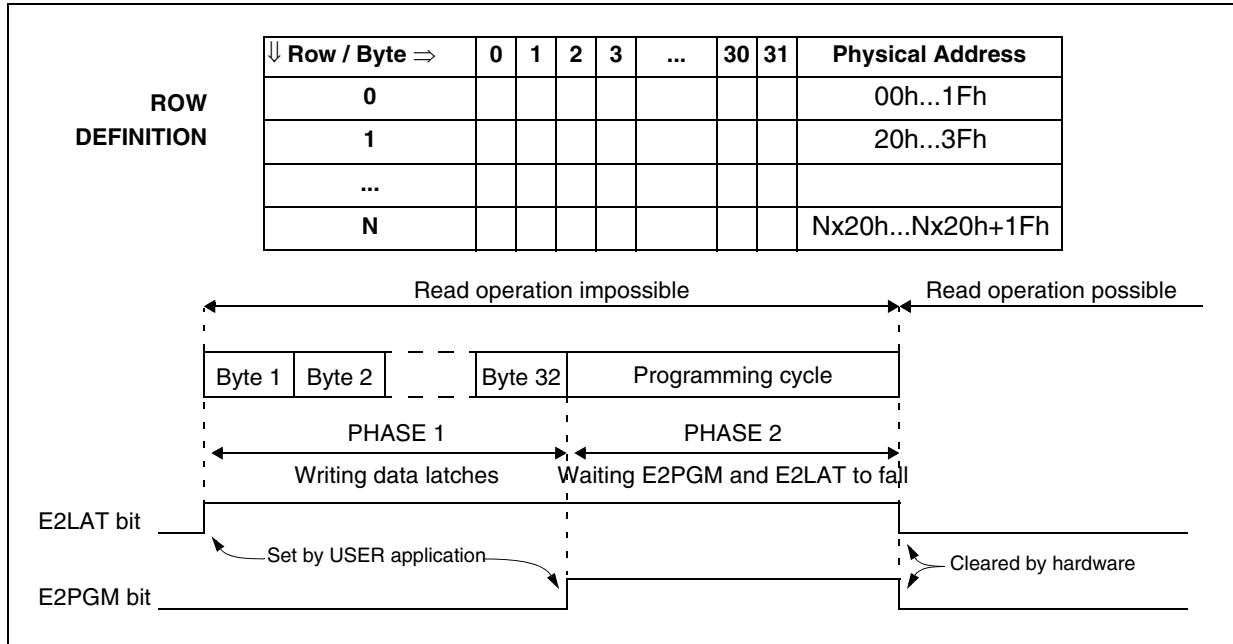 ⇓ Row / Byte ⇒ 0 1 2 3 ... 30 31 Physical Address
ROW DEFINITION
0 00h...1Fh
1 20h...3Fh
...
N Nx20h...Nx20h+1Fh
Read operation impossible Read operation possible
Byte 1 Byte 2 Byte 32 Programming cycle
PHASE 1 PHASE 2
Writing data latches Waiting E2PGM and E2LAT to fall
E2LAT bit
Set by USER application Cleared by hardware
E2PGM bit